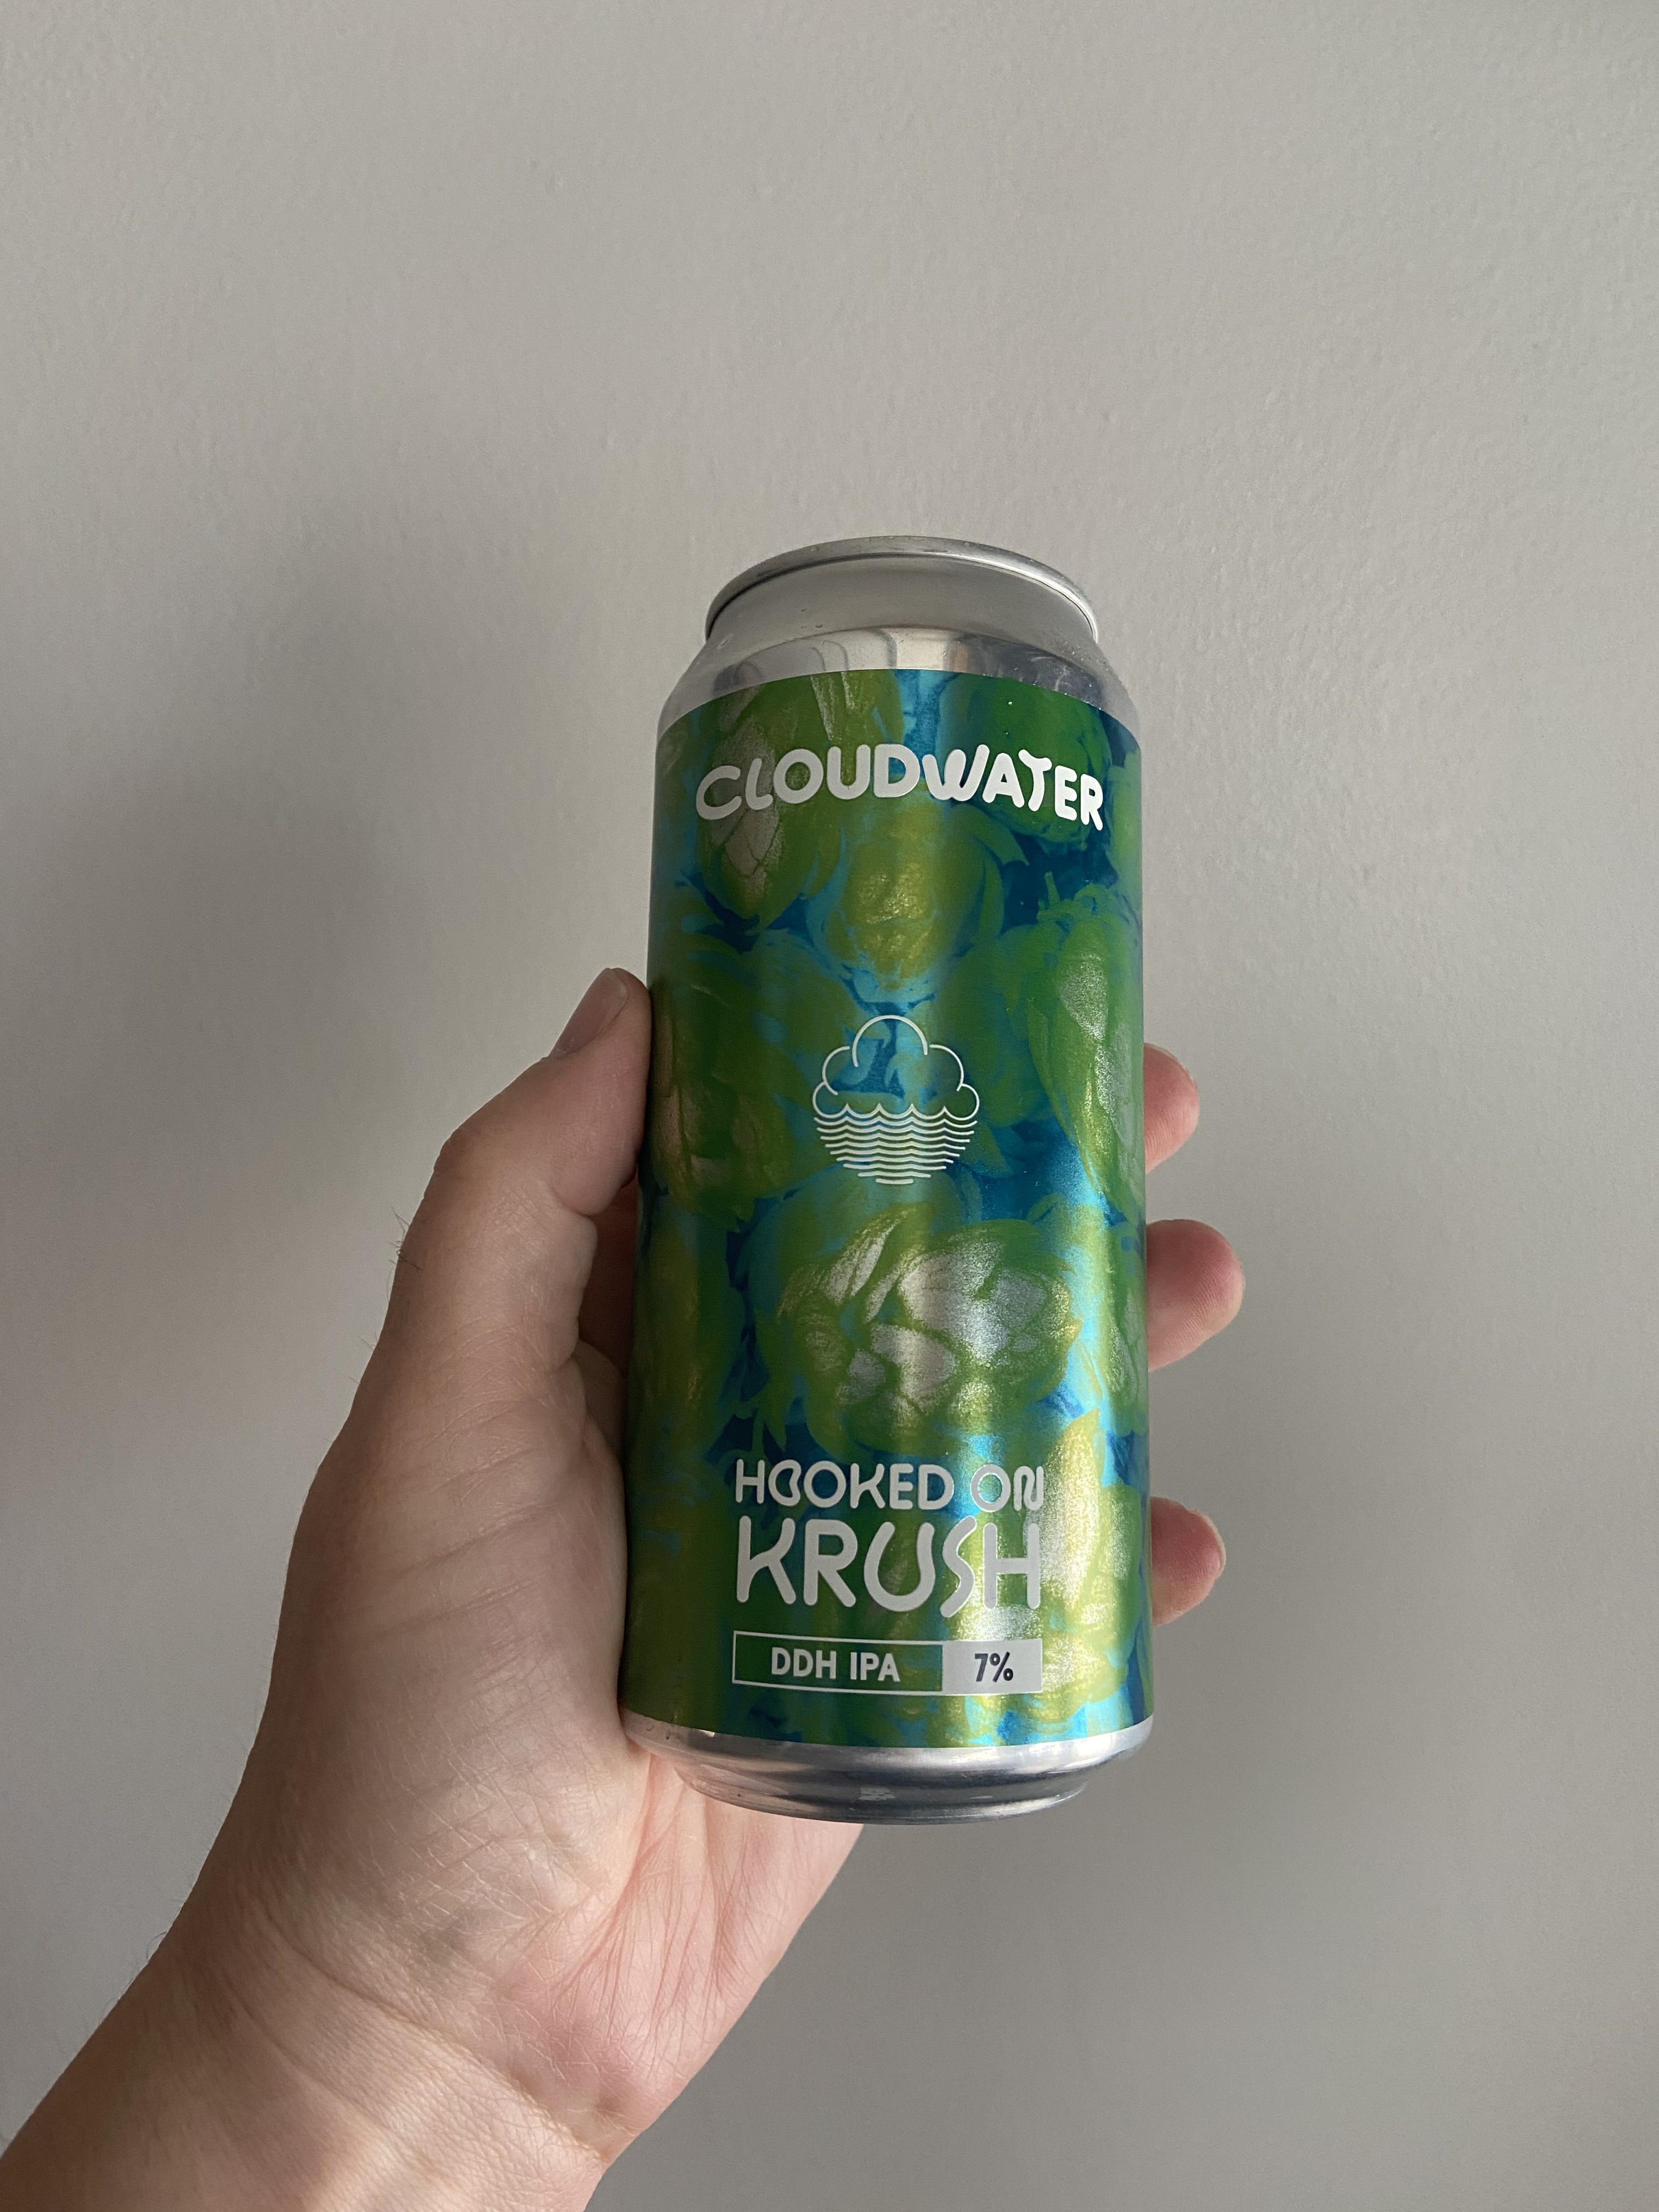 CLOUDWATER
HOOKED ON
KRUSH
DDH IPA 7%